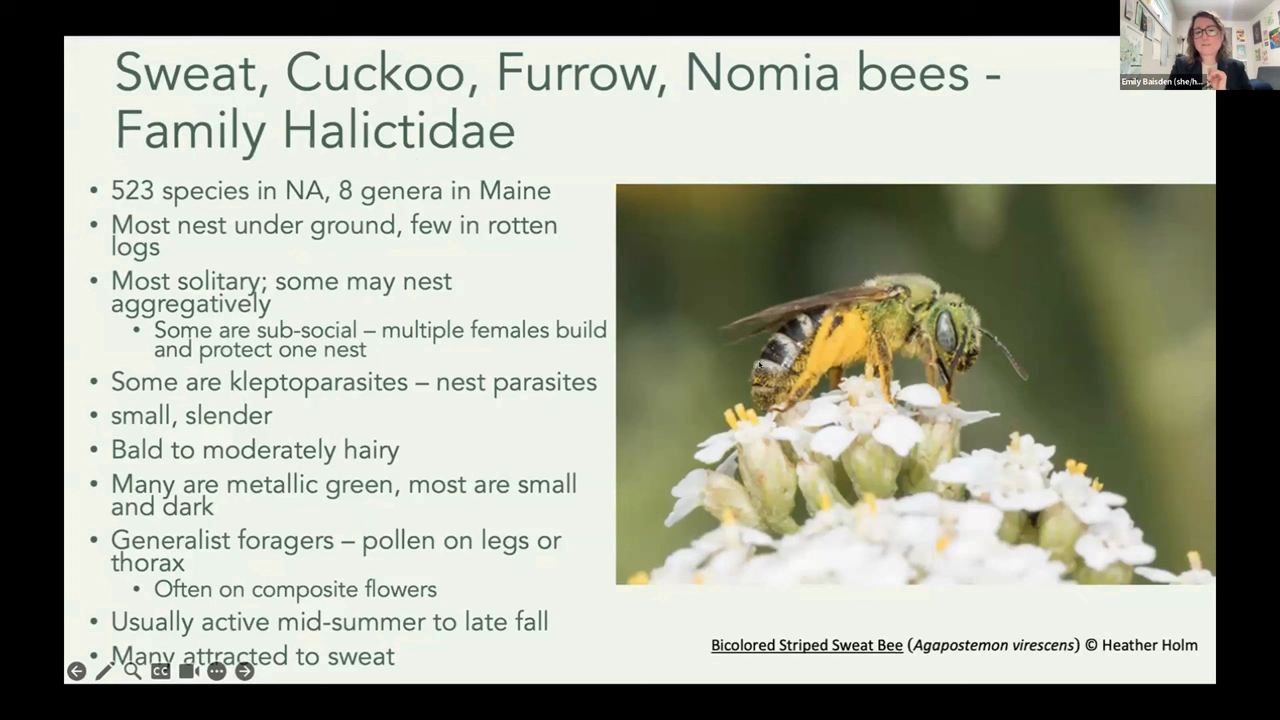 Sweat, Cuckoo, Furrow, Nomia bees -
Family Halictidae
• 523 species in NA, 8 genera in Maine
• Most nest under ground, few in rotten
logs
• Most solitary; some may nest
aggregatively
• Some are sub-social – multiple females build
and protect one nest
• Some are kleptoparasites – nest parasites
• small, slender
• Bald to moderately hairy
• Many are metallic green, most are small
and dark
• Generalist foragers – pollen on legs or
thorax
• Often on composite flowers
• Usually active mid-summer to late fall
• Many attracted to sweat
CC
Bicolored Striped Sweat Bee (Agapostemon virescens) © Heather Holm
Emily Baisden (she/h...